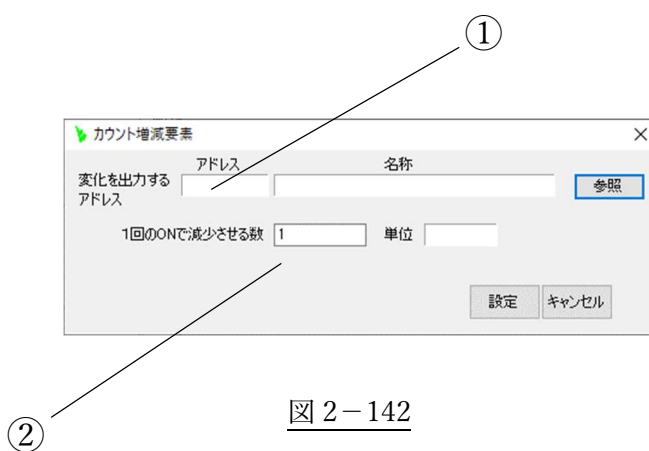 ①
カウント増減要素
アドレス 名称
変化を出力する
アドレス
参照
1回のONで減少させる数 1 単位
設定 キャンセル
図 2-142
②